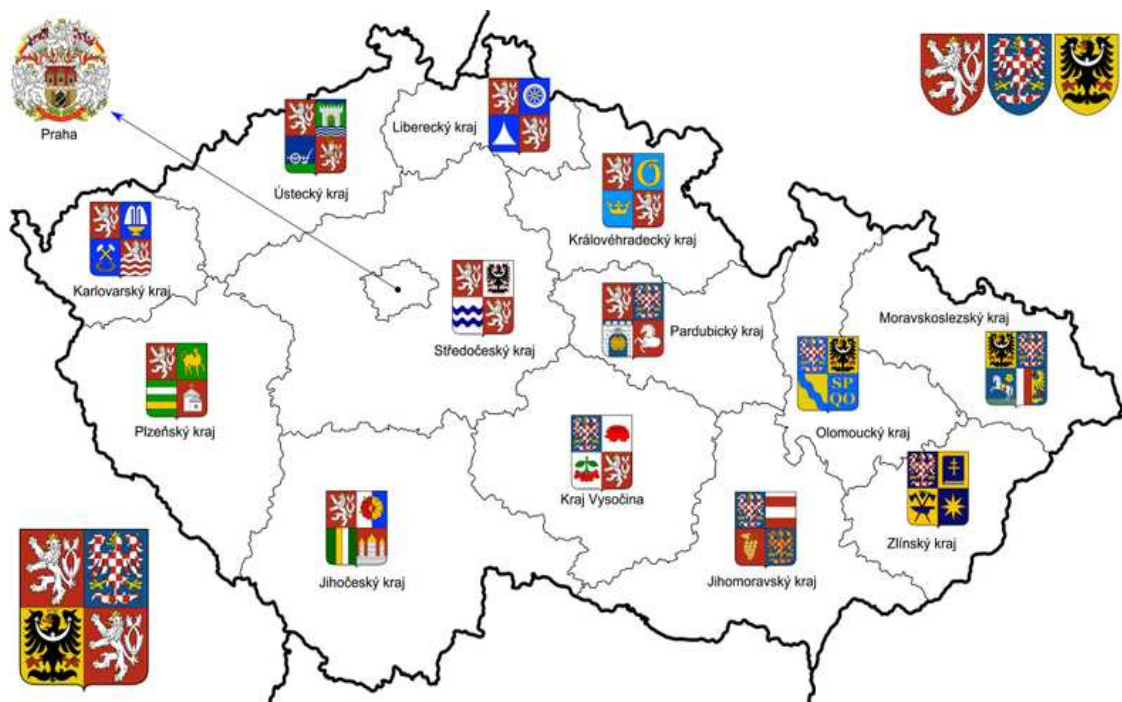 Praha
Liberecký kraj
Ústecký kraj
Královéhradecký kraj
Karlovarský kraj
Moravskoslezský kraj
Pardubický kraj
Středočeský kraj
SP
QO
Plzeňský kraj
Olomoucký kraj
Kraj Vysočina
Zlínský kraj
Jihočeský kraj
Jihomoravský kraj